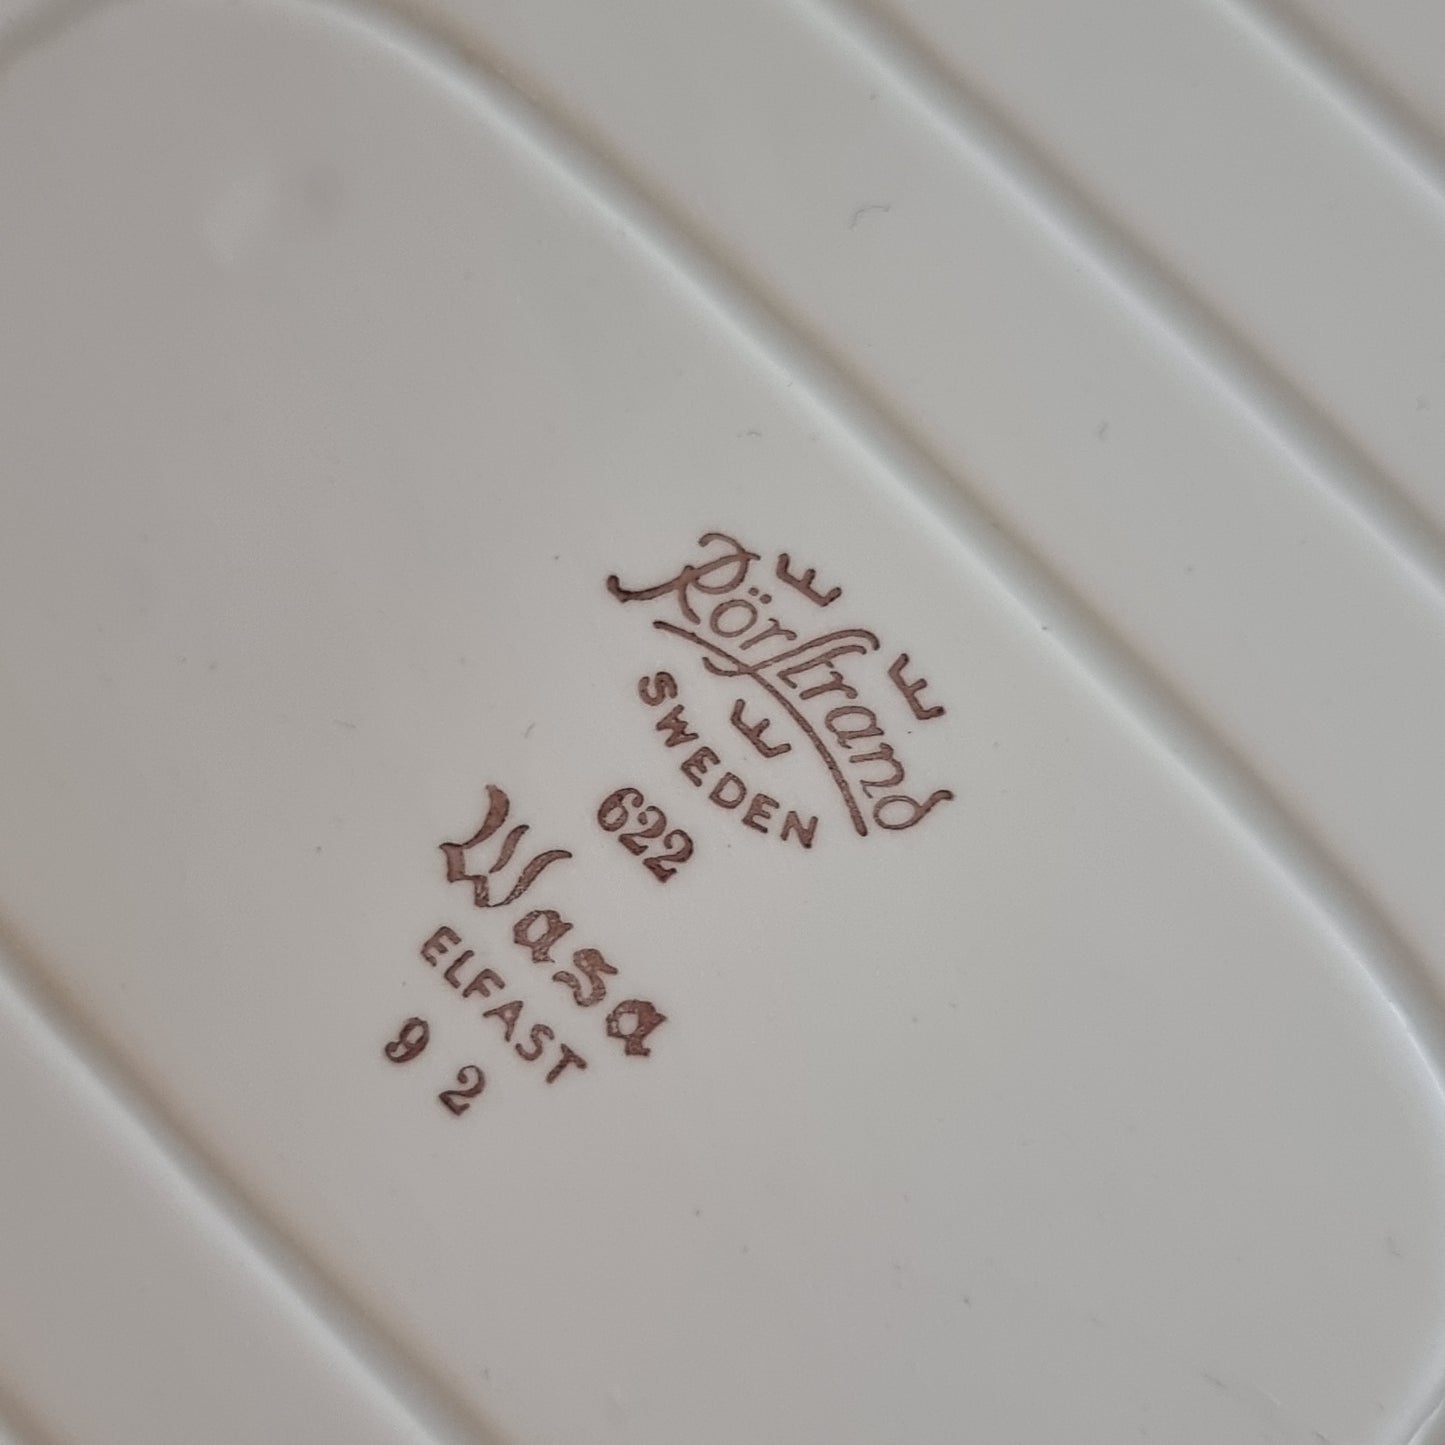 Rörstrand
SWEDEN
622
Wasa
ELFAST
9 2